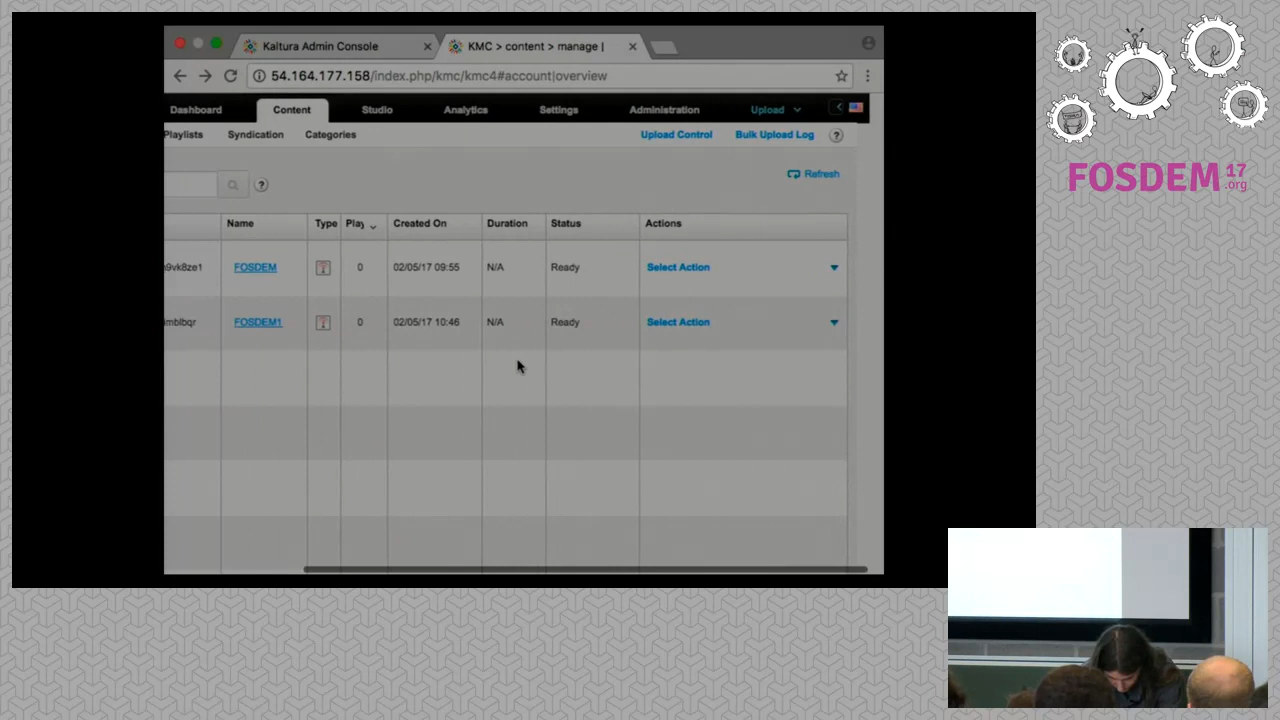 Kaltura Admin Console
KMC > content > manage |
54.164.177.158/index.php/kmc/kmc4#account|overview
Dashboard Content Studio Analytics Settings Administration Upload
Playlists Syndication Categories Upload Control Bulk Upload Log ?
? Refresh
Name Type Play Created On Duration Status Actions
9vk8ze1 FOSDEM 0 02/05/17 09:55 N/A Ready Select Action
mblbqr FOSDEM1 0 02/05/17 10:46 N/A Ready Select Action
FOSDEM 17
.org